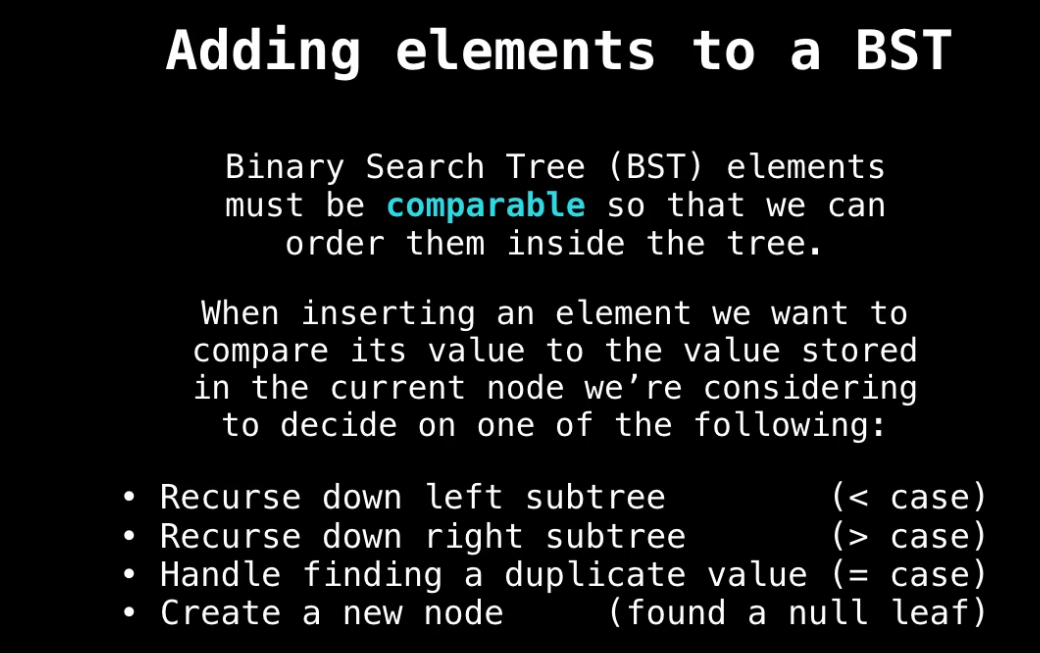 Adding elements to a BST
Binary Search Tree (BST) elements
must be comparable so that we can
order them inside the tree.
When inserting an element we want to
compare its value to the value stored
in the current node we’re considering
to decide on one of the following:
• Recurse down left subtree (< case)
• Recurse down right subtree (> case)
• Handle finding a duplicate value (= case)
• Create a new node (found a null leaf)